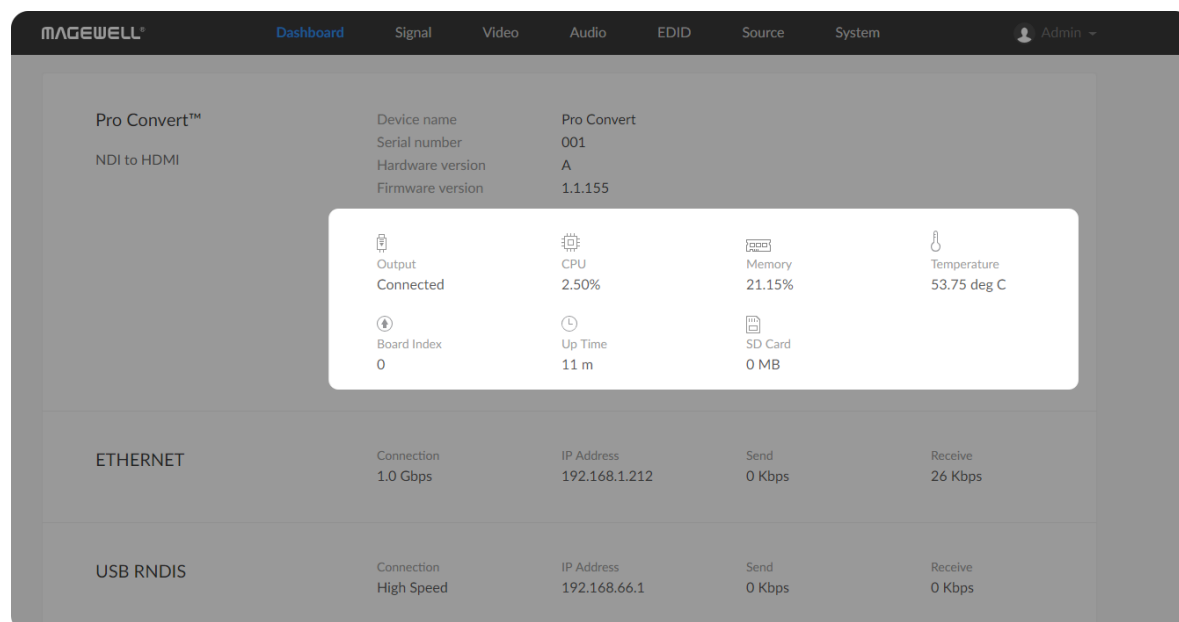 MAGEWELL®
Dashboard Signal Video Audio EDID Source System Admin
Pro Convert™
NDI to HDMI
Device name Pro Convert
Serial number 001
Hardware version A
Firmware version 1.1.155
Output CPU Memory Temperature
Connected 2.50% 21.15% 53.75 deg C
Board Index Up Time SD Card
0 11 m 0 MB
ETHERNET
Connection IP Address Send Receive
1.0 Gbps 192.168.1.212 0 Kbps 26 Kbps
USB RNDIS
Connection IP Address Send Receive
High Speed 192.168.66.1 0 Kbps 0 Kbps